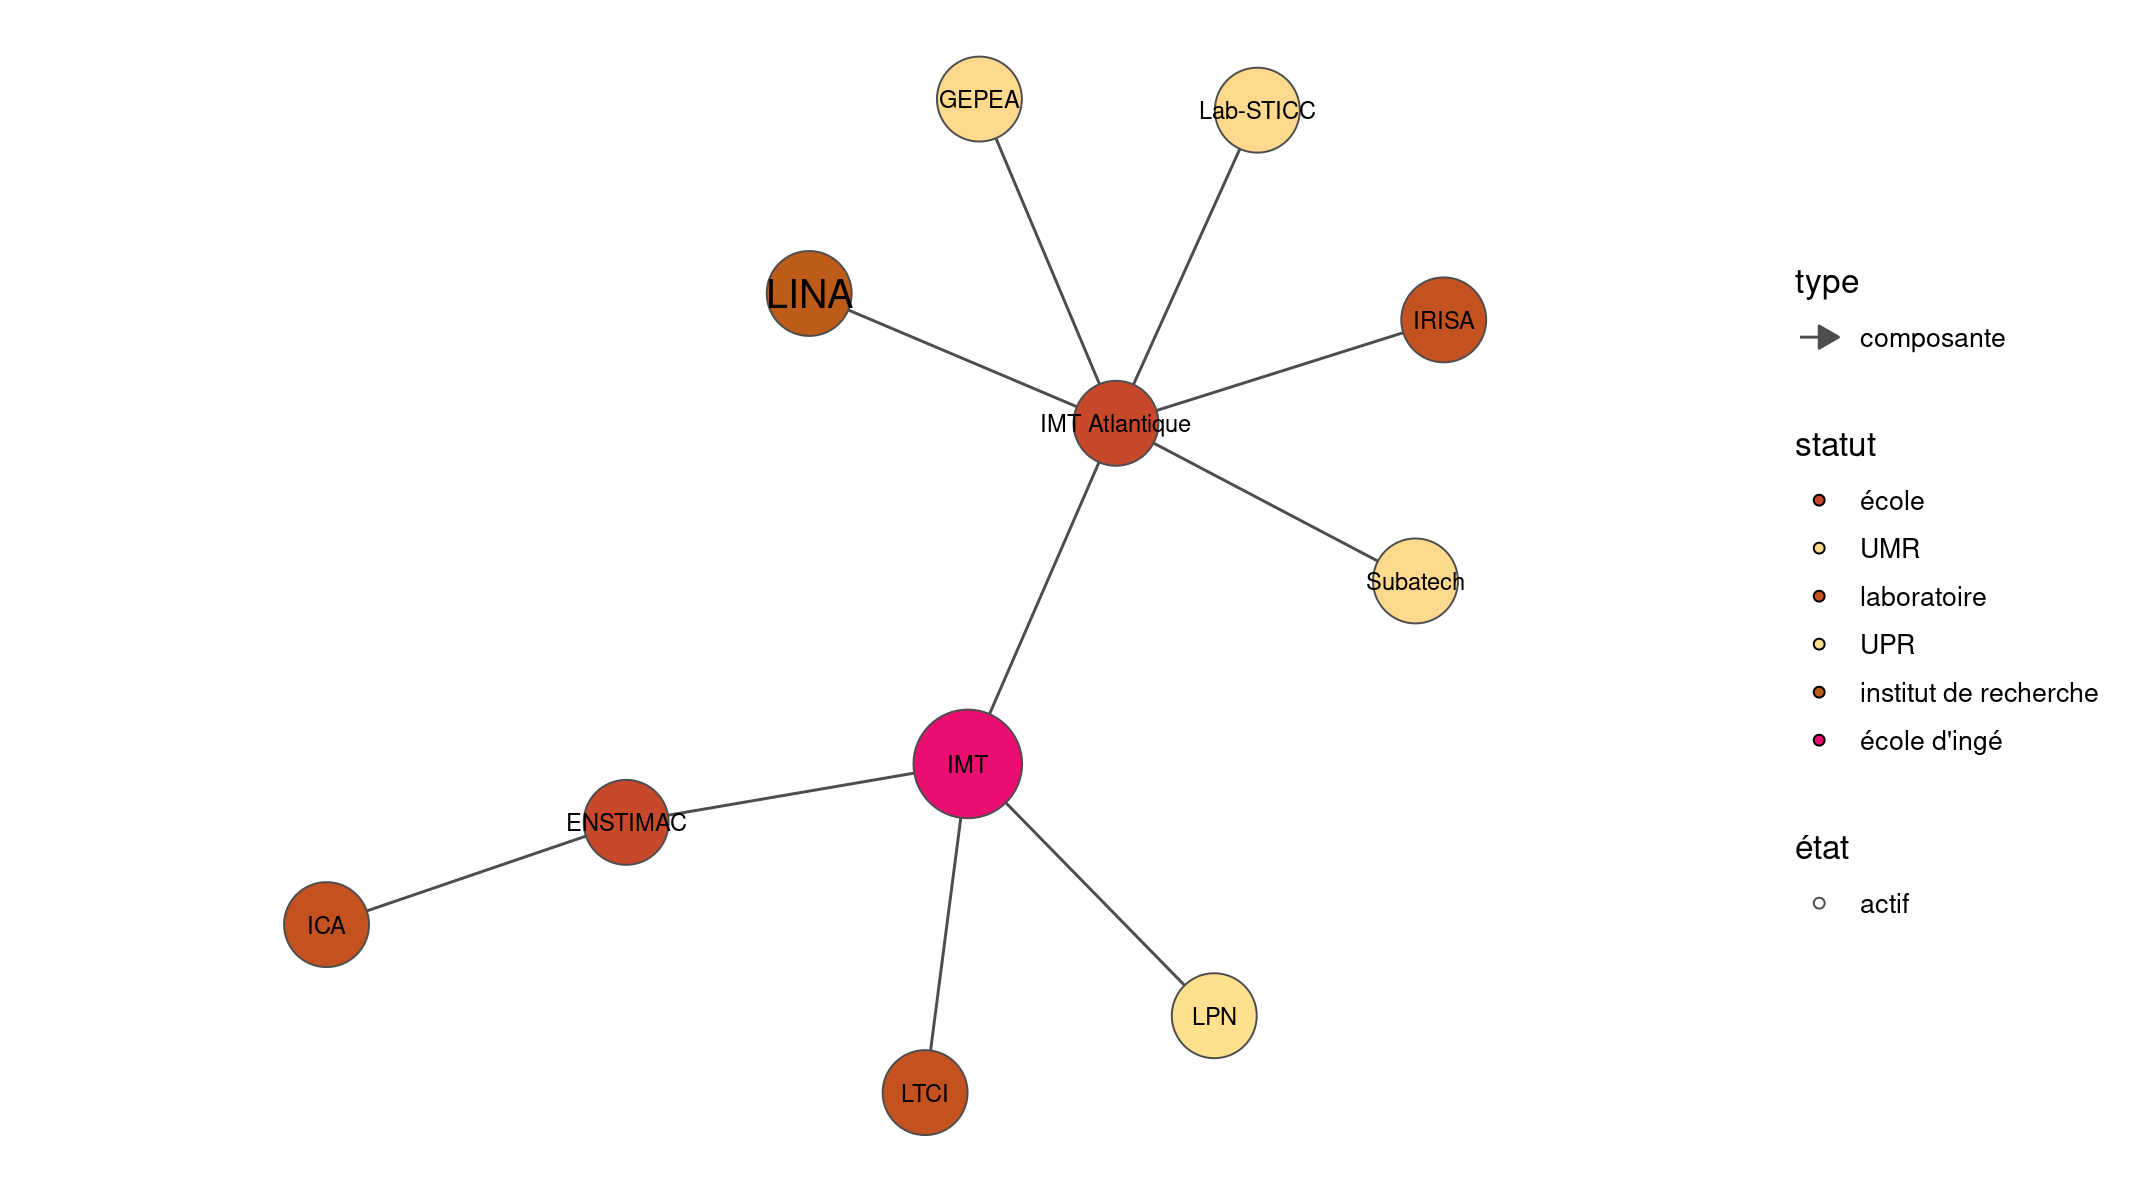 GEPEA
Lab-STICC
LINA
IRISA
IMT Atlantique
Subatech
IMT
ENSTIMAC
ICA
LPN
LTCI
type
composante
statut
école
UMR
laboratoire
UPR
institut de recherche
école d'ingé
état
actif